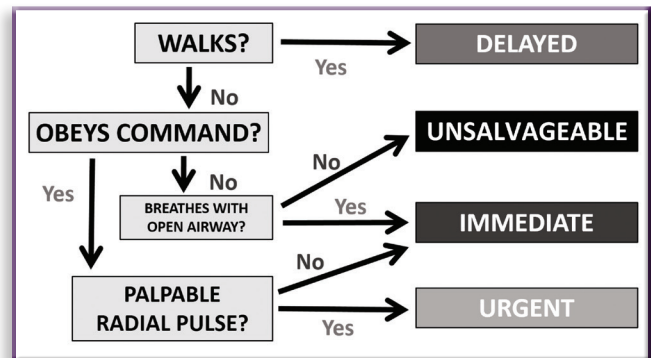 WALKS?
Yes
DELAYED
No
OBEYS COMMAND?
UNSALVAGEABLE
No
No
Yes
BREATHES WITH
OPEN AIRWAY?
Yes
IMMEDIATE
No
PALPABLE
RADIAL PULSE?
Yes
URGENT